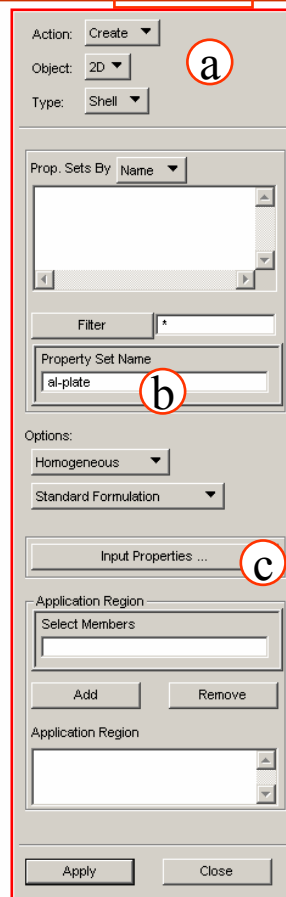 Action: Create
a
Object: 2D
Type: Shell
Prop. Sets By Name
Filter *
Property Set Name
al-plate
b
Options:
Homogeneous
Standard Formulation
Input Properties ...
c
Application Region
Select Members
Add Remove
Application Region
Apply Close